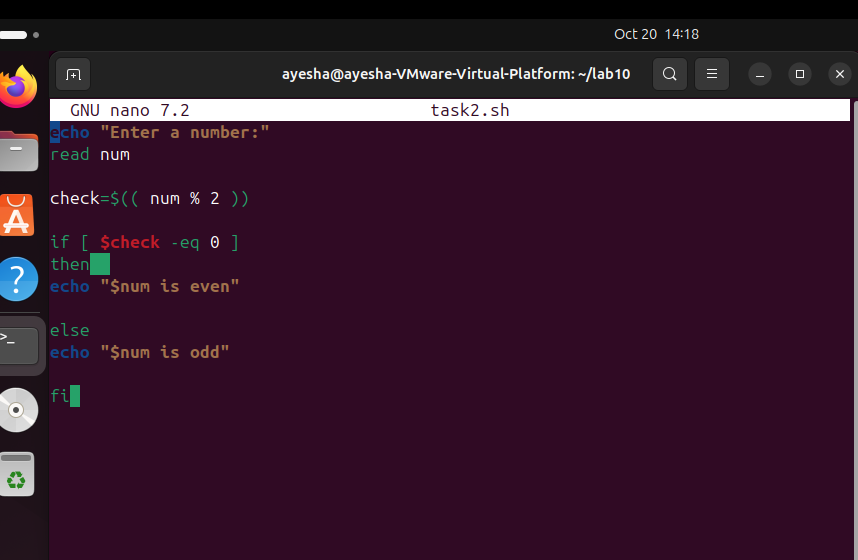 Oct 20 14:18
ayesha@ayesha-VMware-Virtual-Platform: ~/lab10
GNU nano 7.2 task2.sh
echo "Enter a number:"
read num
check=$(( num % 2 ))
if [ $check -eq 0 ]
then
echo "$num is even"
else
echo "$num is odd"
fi